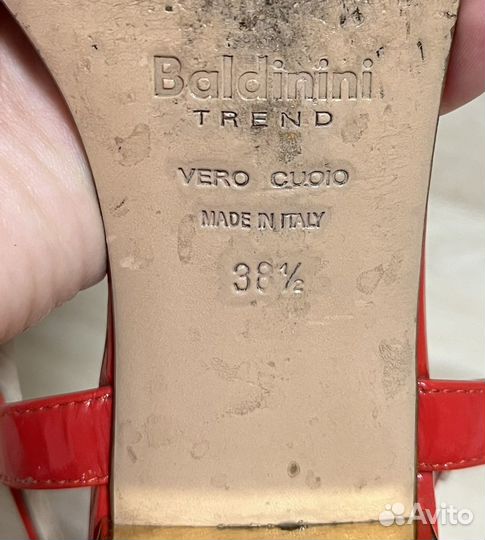 Baldinini
TREND
VERO CUOIO
MADE IN ITALY
38½
Avito